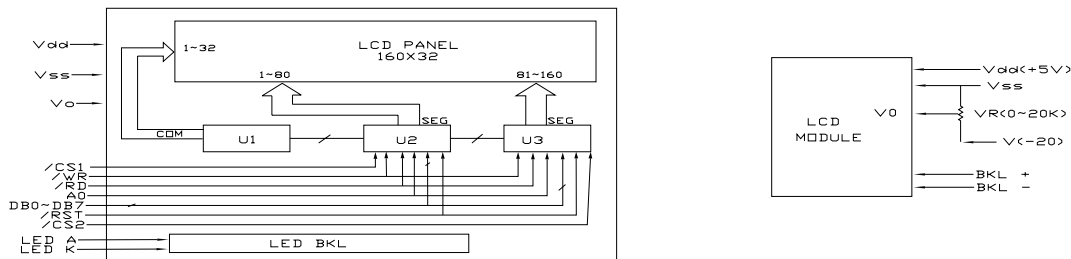 Vdd
Vss
Vo
1~32
LCD PANEL
160X32
1~80
81~160
COM
SEG
SEG
U1
U2
U3
/CS1
/WR
/RD
A0
DB0~DB7
/RST
/CS2
LED A
LED K
LED BKL
LCD
MODULE
V0
Vdd(+5V)
Vss
VR(0~20K)
V(-20)
BKL +
BKL -